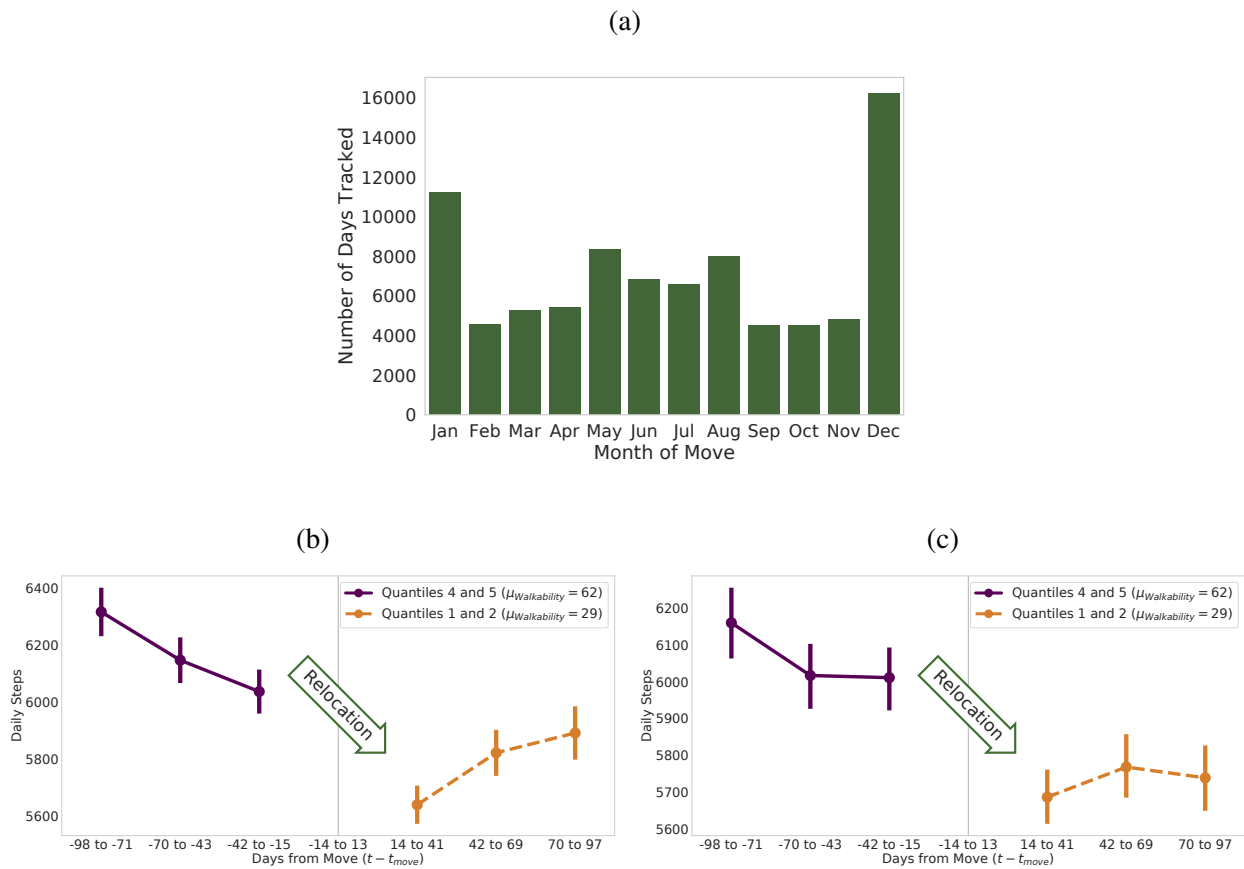 (a)
16000
14000
12000
10000
8000
6000
4000
2000
0
Number of Days Tracked
Jan Feb Mar Apr May Jun Jul Aug Sep Oct Nov Dec
Month of Move
(b)
6400
6200
6000
5800
5600
Daily Steps
Quantiles 4 and 5 (μWalkability = 62)
Quantiles 1 and 2 (μWalkability = 29)
Relocation
-98 to -71 -70 to -43 -42 to -15 -14 to 13 14 to 41 42 to 69 70 to 97
Days from Move (t − tmove)
(c)
6200
6100
6000
5900
5800
5700
5600
Daily Steps
Quantiles 4 and 5 (μWalkability = 62)
Quantiles 1 and 2 (μWalkability = 29)
Relocation
-98 to -71 -70 to -43 -42 to -15 -14 to 13 14 to 41 42 to 69 70 to 97
Days from Move (t − tmove)